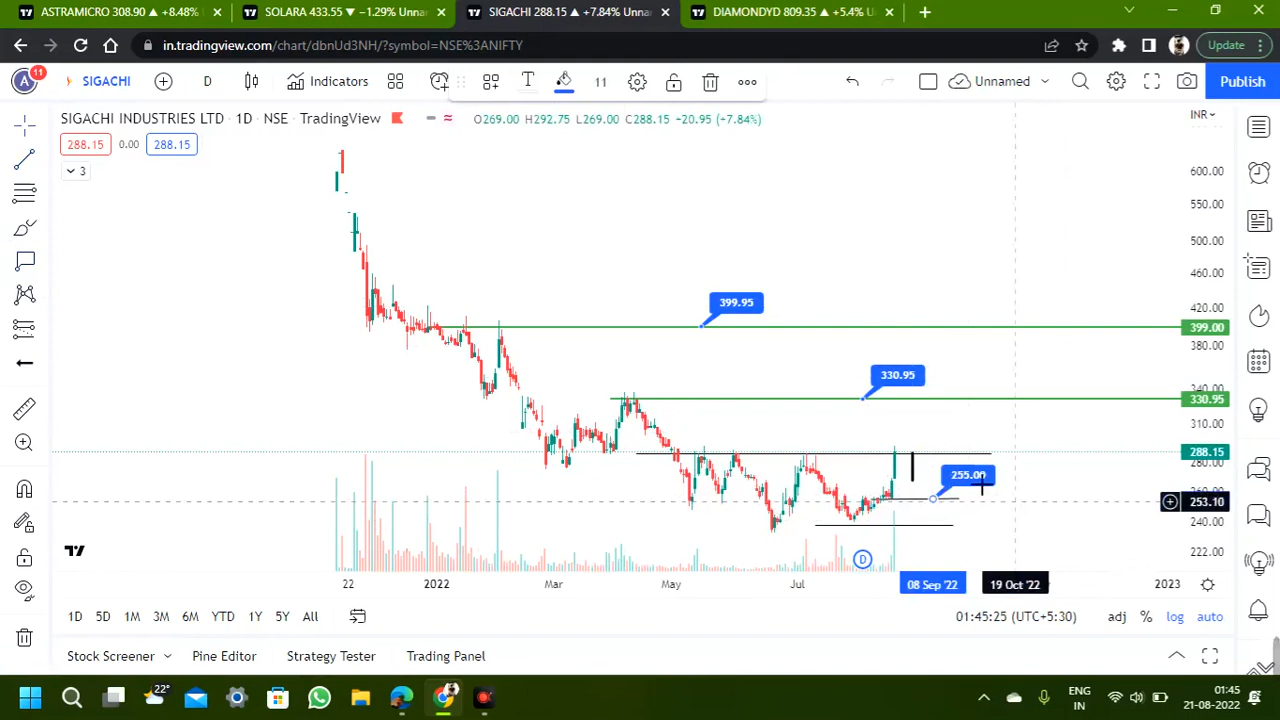 ASTRAMICRO 308.90 ▲ +8.48% U
SOLARA 433.55 ▼ −1.29% Unna
SIGACHI 288.15 ▲ +7.84% Unna
DIAMONDYD 809.35 ▲ +5.4% U
in.tradingview.com/chart/dbnUd3NH/?symbol=NSE%3ANIFTY
Update
A 11
SIGACHI
D
Indicators
T
11
Unnamed
Publish
SIGACHI INDUSTRIES LTD · 1D · NSE · TradingView
O269.00 H292.75 L269.00 C288.15 +20.95 (+7.84%)
INR
288.15 0.00 288.15
3
600.00
550.00
500.00
460.00
420.00
399.95
399.00
380.00
330.95
340.00
330.95
310.00
288.15
280.00
255.00
253.10
240.00
222.00
D
22 2022 Mar May Jul 08 Sep '22 19 Oct '22 2023
1D 5D 1M 3M 6M YTD 1Y 5Y All
01:45:25 (UTC+5:30) adj % log auto
Stock Screener Pine Editor Strategy Tester Trading Panel
22°
ENG
IN
01:45
21-08-2022